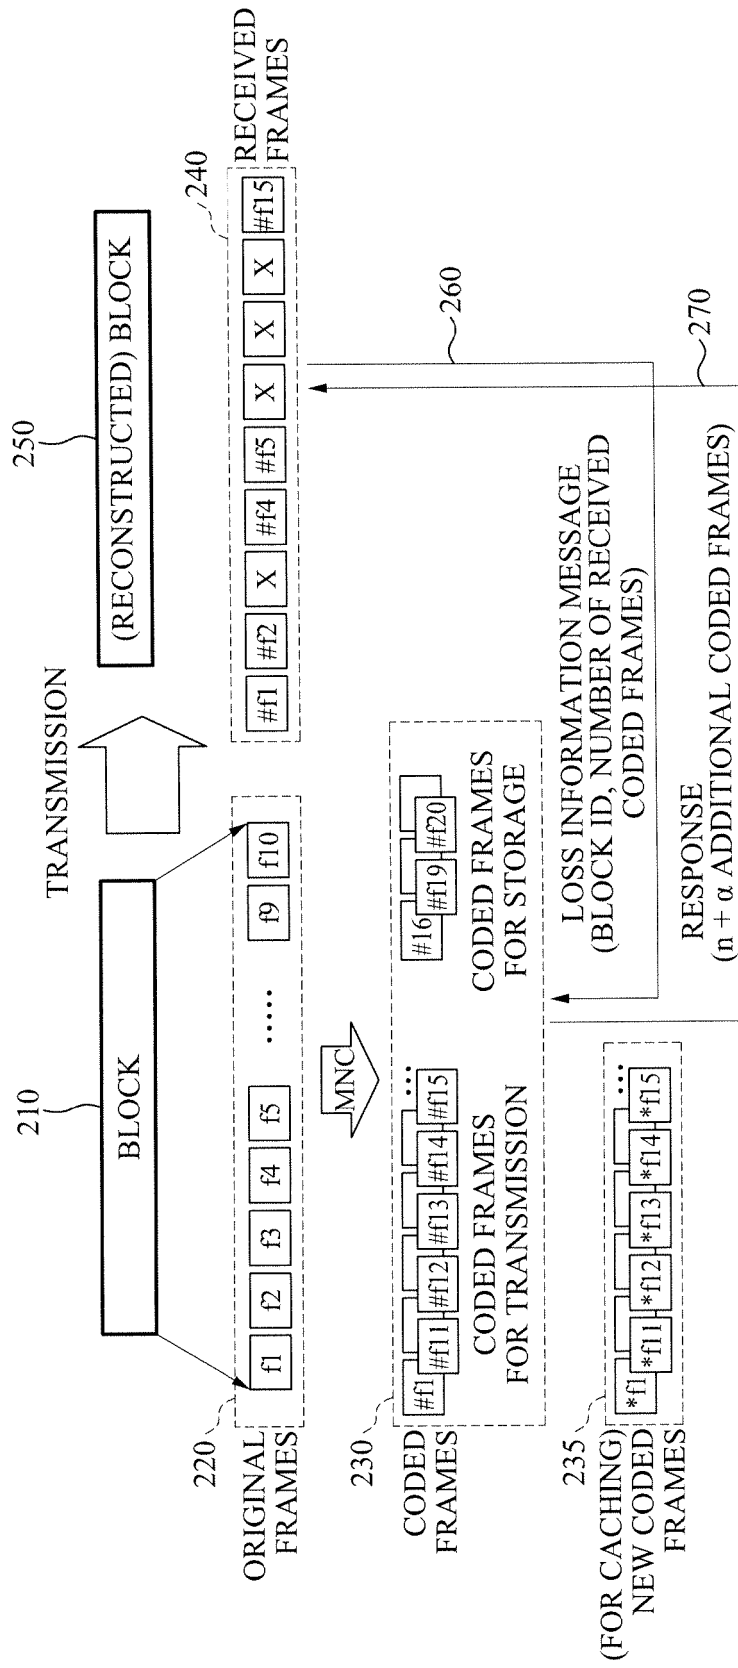 210
BLOCK
TRANSMISSION
250
(RECONSTRUCTED) BLOCK
220
ORIGINAL
FRAMES
f1 f2 f3 f4 f5 ..... f9 f10
240
#f1 #f2 X #f4 #f5 X X X #f15
RECEIVED
FRAMES
MNC
230
CODED
FRAMES
#f1 #f11 #f12 #f13 #f14 #f15 ...
CODED FRAMES
FOR TRANSMISSION
#16 #f19 #f20
CODED FRAMES
FOR STORAGE
260
LOSS INFORMATION MESSAGE
(BLOCK ID, NUMBER OF RECEIVED
CODED FRAMES)
235
(FOR CACHING)
NEW CODED
FRAMES
*f1 *f11 *f12 *f13 *f14 *f15 ...
270
RESPONSE
(n + α ADDITIONAL CODED FRAMES)